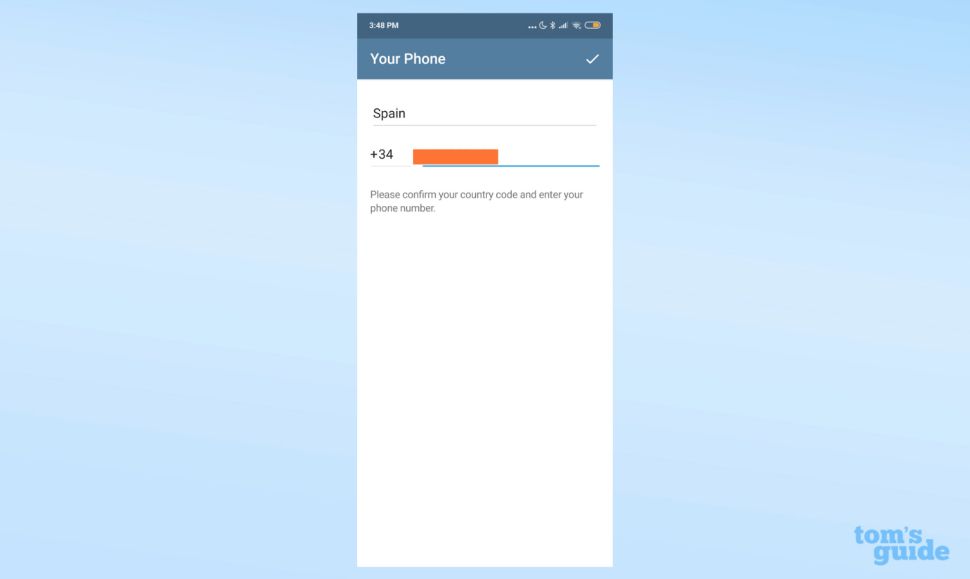 3:48 PM
Your Phone
Spain
+34
Please confirm your country code and enter your
phone number.
tom's
guide